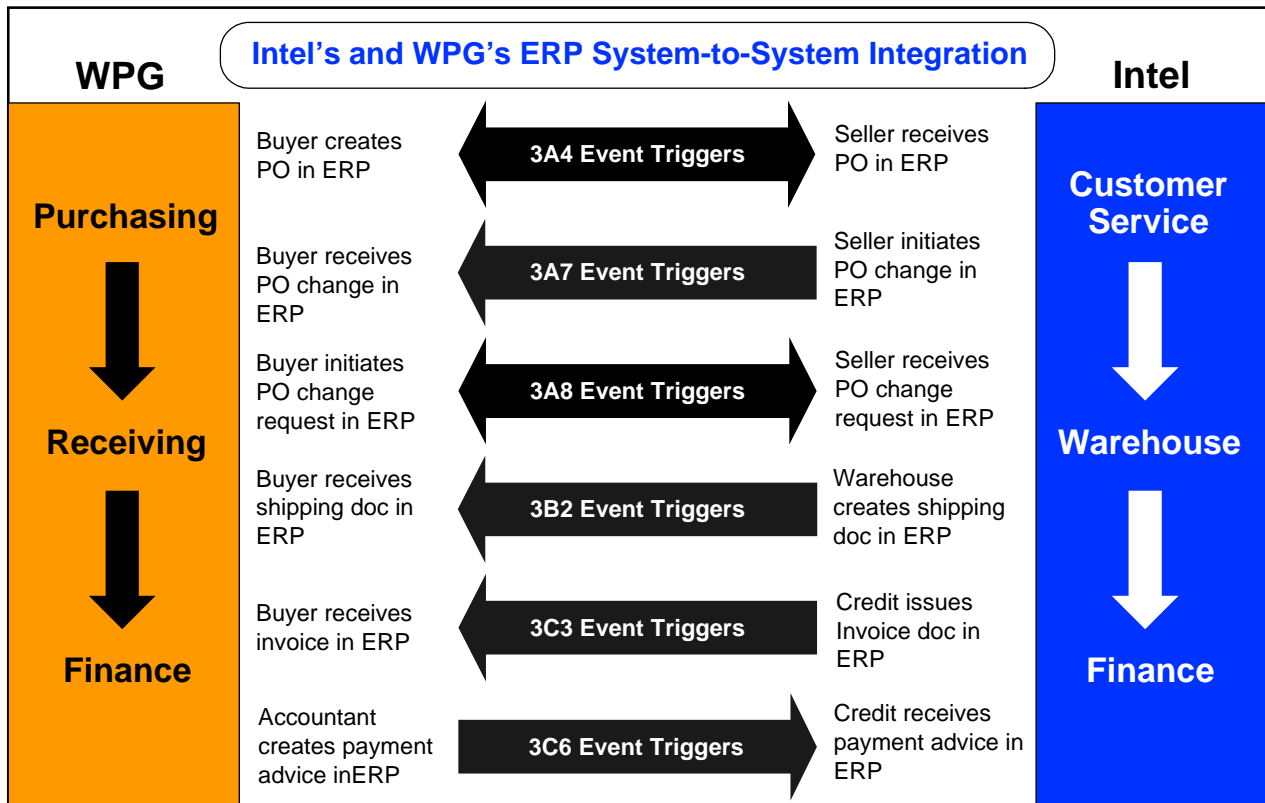 Intel's and WPG's ERP System-to-System Integration
WPG
Intel
Buyer creates
PO in ERP
3A4 Event Triggers
Seller receives
PO in ERP
Purchasing
Customer
Service
Buyer receives
PO change in
ERP
3A7 Event Triggers
Seller initiates
PO change in
ERP
Buyer initiates
PO change
request in ERP
3A8 Event Triggers
Seller receives
PO change
request in ERP
Receiving
Warehouse
Buyer receives
shipping doc in
ERP
3B2 Event Triggers
Warehouse
creates shipping
doc in ERP
Buyer receives
invoice in ERP
3C3 Event Triggers
Credit issues
Invoice doc in
ERP
Finance
Finance
Accountant
creates payment
advice inERP
3C6 Event Triggers
Credit receives
payment advice in
ERP